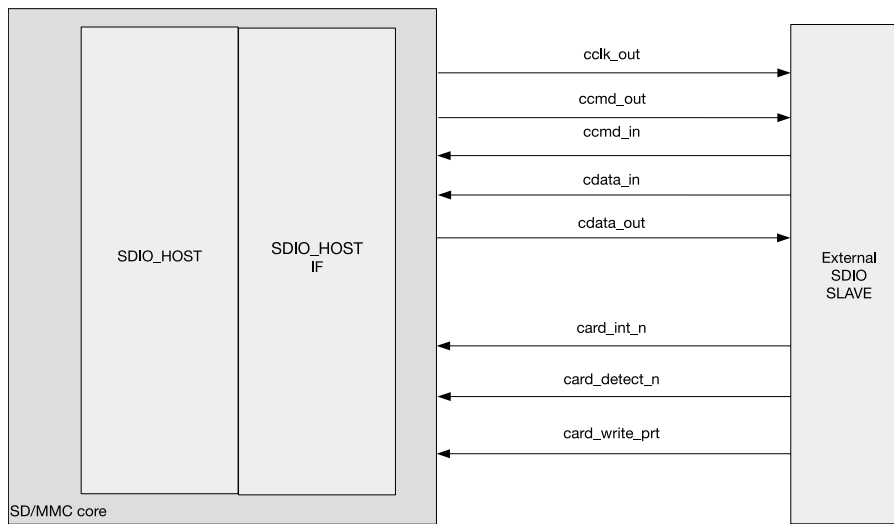 cclk_out
ccmd_out
ccmd_in
cdata_in
cdata_out
SDIO_HOST
SDIO_HOST
IF
External
SDIO
SLAVE
card_int_n
card_detect_n
card_write_prt
SD/MMC core